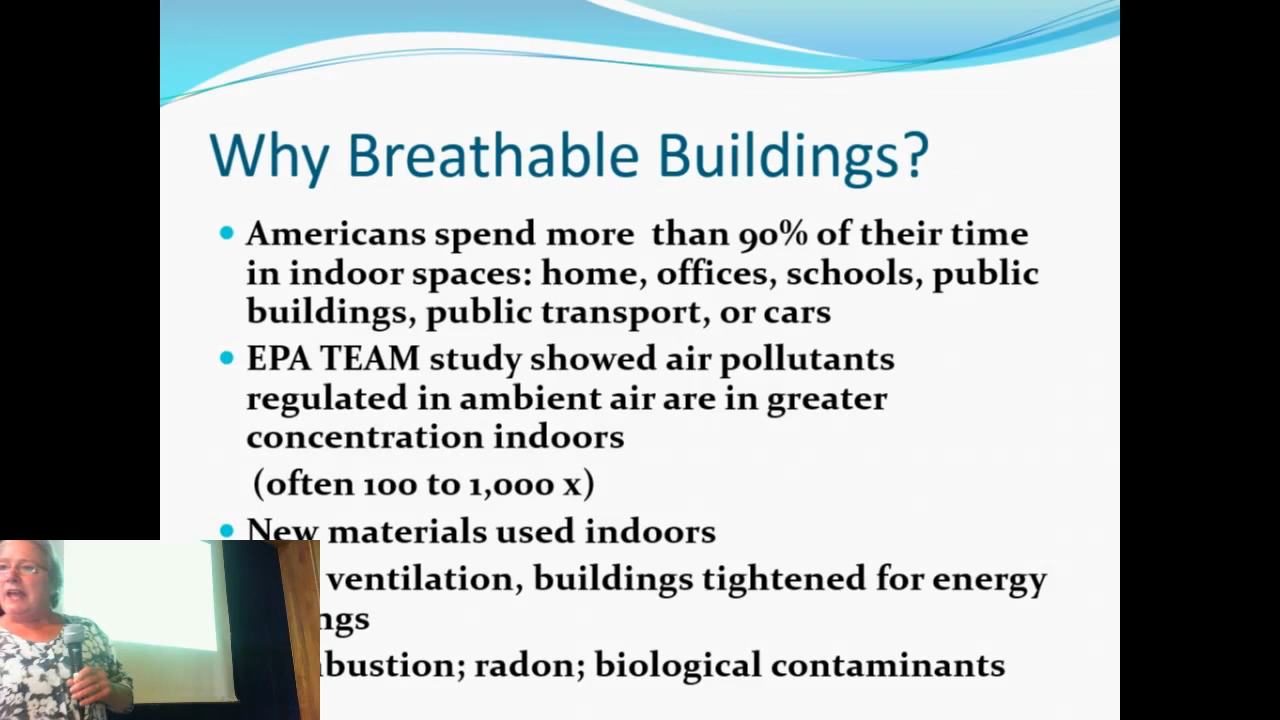 Why Breathable Buildings?
• Americans spend more than 90% of their time
in indoor spaces: home, offices, schools, public
buildings, public transport, or cars
• EPA TEAM study showed air pollutants
regulated in ambient air are in greater
concentration indoors
(often 100 to 1,000 x)
• New materials used indoors
ventilation, buildings tightened for energy
ngs
bustion; radon; biological contaminants